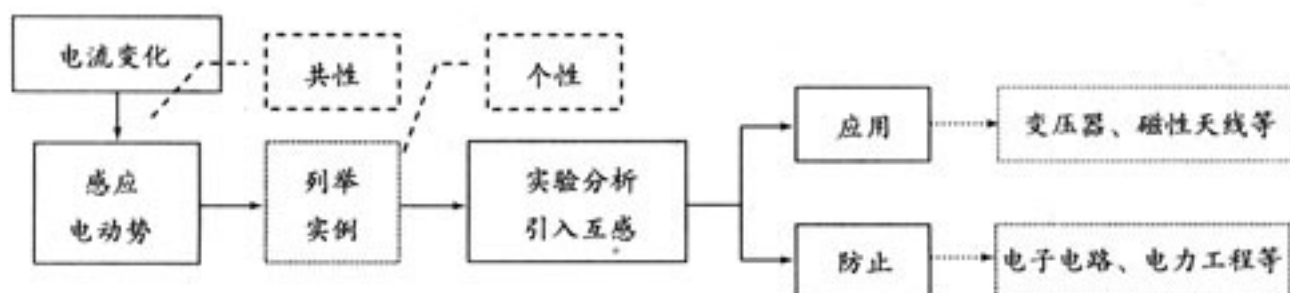 电流变化
共性
个性
感应
电动势
列举
实例
实验分析
引入互感
应用
变压器、磁性天线等
防止
电子电路、电力工程等